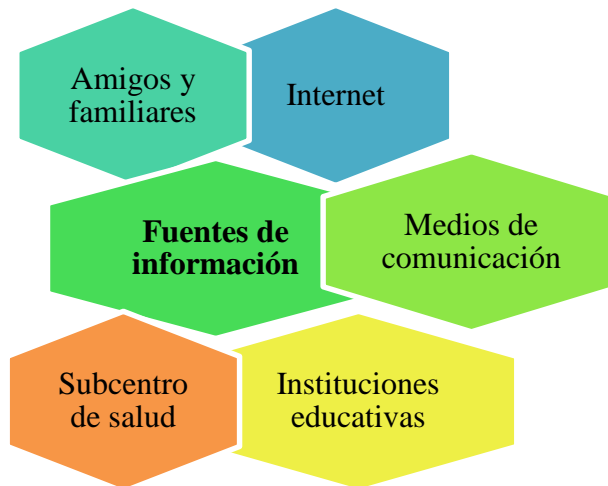 Amigos y
familiares
Internet
Fuentes de
información
Medios de
comunicación
Subcentro
de salud
Instituciones
educativas